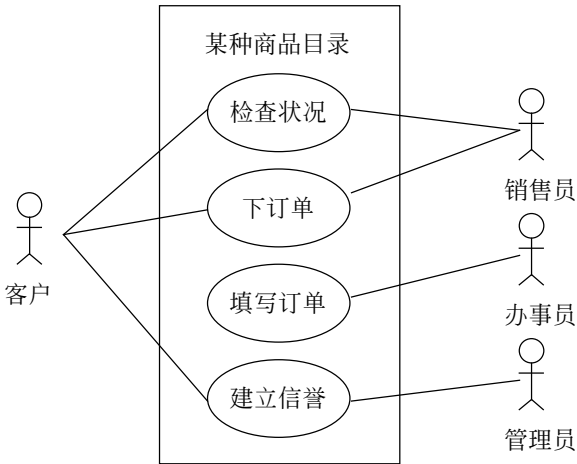 某种商品目录
检查状况
下订单
销售员
客户
填写订单
办事员
建立信誉
管理员